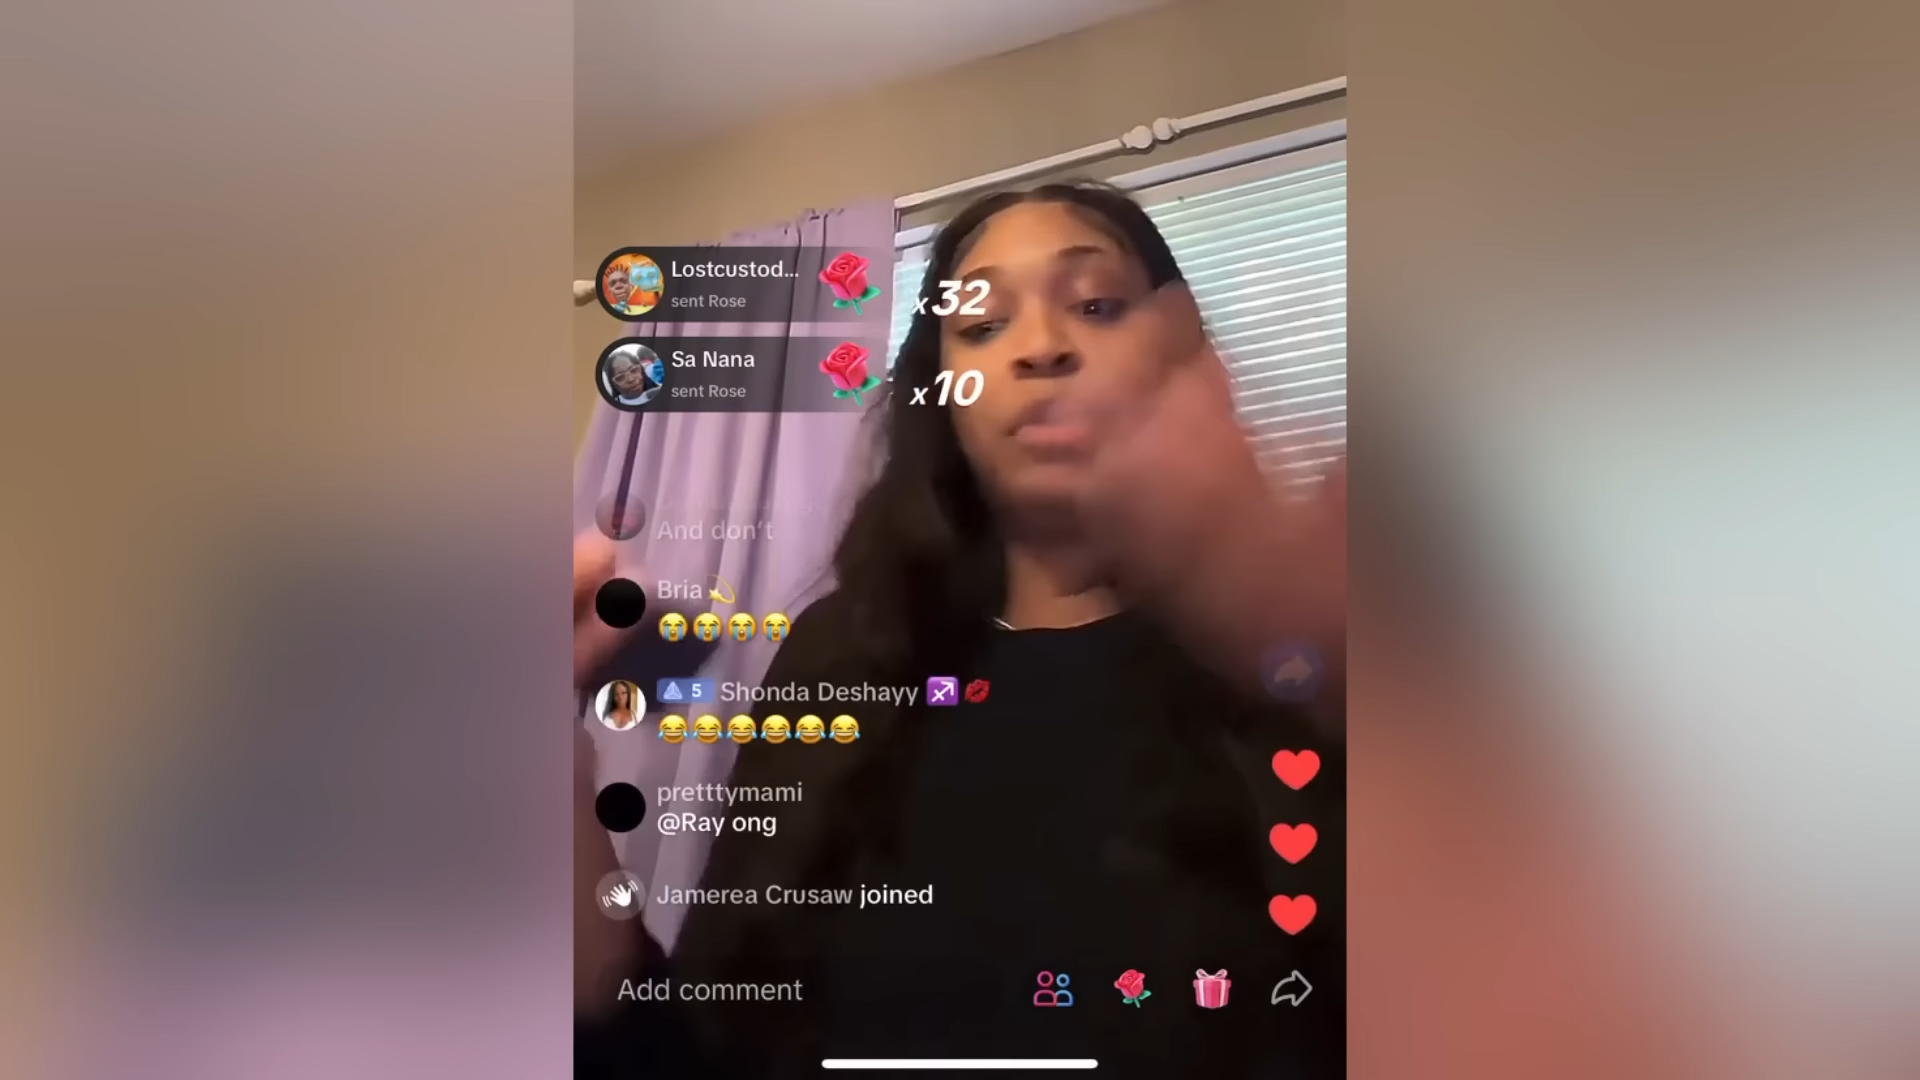 Lostcustod...
sent Rose
x32
Sa Nana
sent Rose
x10
And don't
Bria💫
😭😭😭😭
5 Shonda Deshayy ♐💋
😂😂😂😂😂😂
pretttymami
@Ray ong
Jamerea Crusaw joined
Add comment